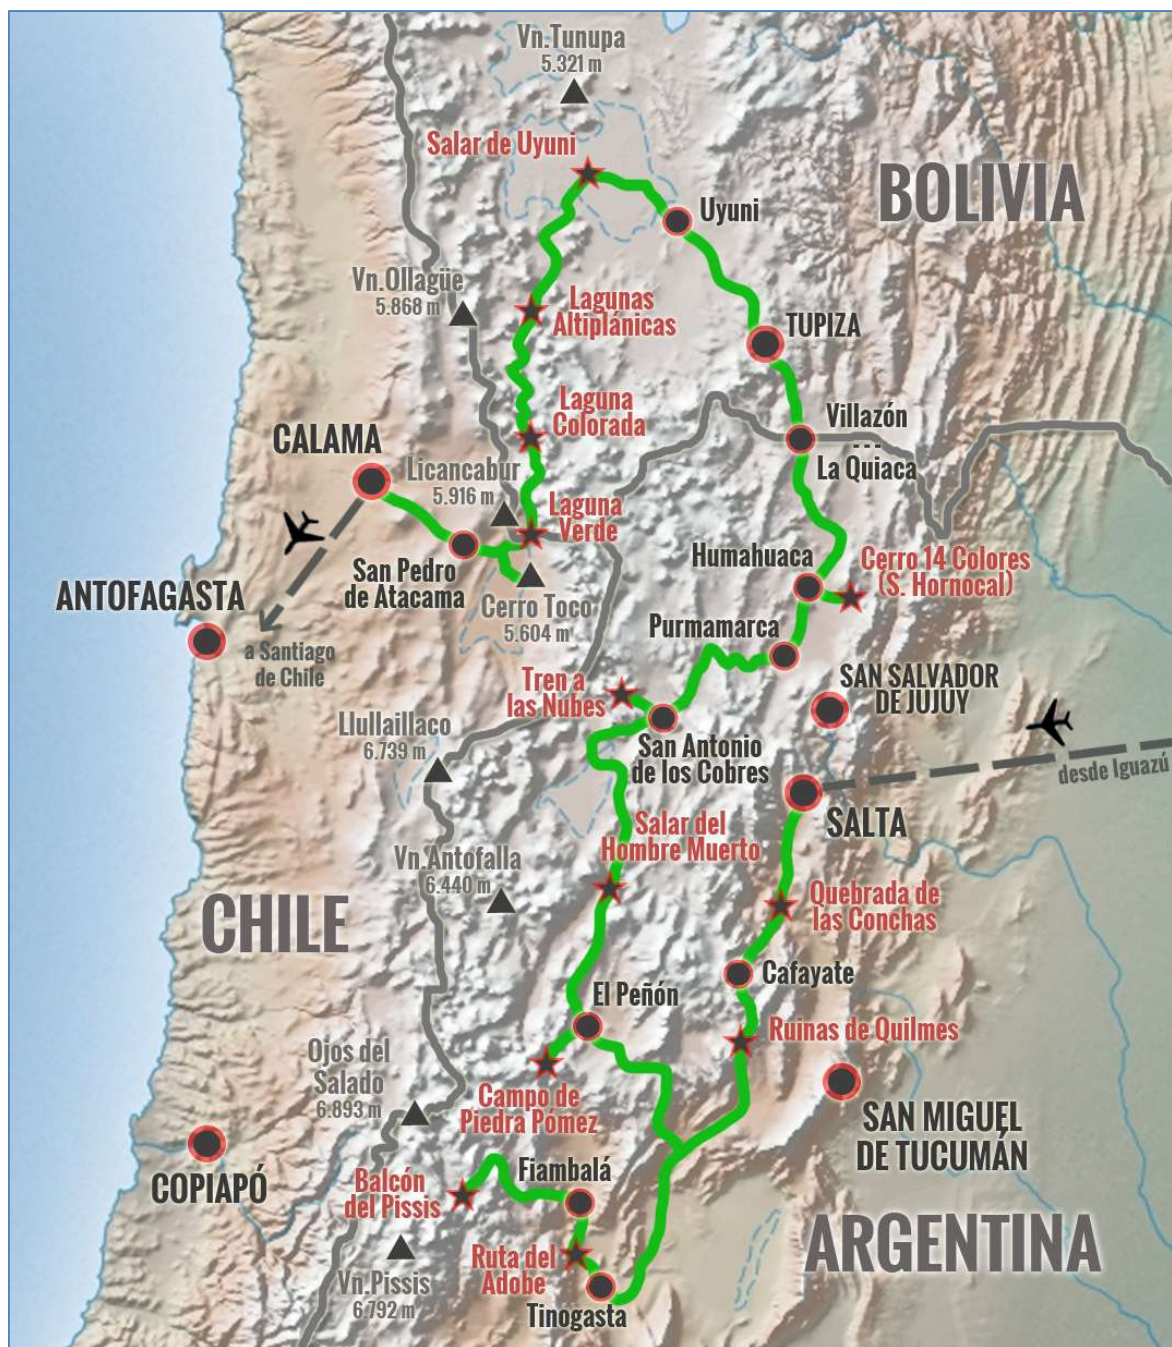 Vn.Tunupa
5.321 m
Salar de Uyuni
BOLIVIA
Uyuni
Vn.Ollagüe
5.868 m
Lagunas
Altiplánicas
TUPIZA
Laguna
Colorada
Villazón
---
La Quiaca
CALAMA
Licancabur
5.916 m
Laguna
Verde
San Pedro
de Atacama
Humahuaca
Cerro 14 Colores
(S. Hornocal)
ANTOFAGASTA
Cerro Toco
5.604 m
Purmamarca
a Santiago
de Chile
Tren a
las Nubes
SAN SALVADOR
DE JUJUY
Llullaillaco
6.739 m
San Antonio
de los Cobres
desde Iguazú
SALTA
Salar del
Hombre Muerto
Vn.Antofalla
6.440 m
Quebrada de
las Conchas
CHILE
Cafayate
El Peñón
Ruinas de Quilmes
Ojos del
Salado
6.893 m
Campo de
Piedra Pómez
SAN MIGUEL
DE TUCUMÁN
COPIAPÓ
Fiambalá
Balcón
del Pissis
ARGENTINA
Ruta del
Adobe
Vn.Pissis
6.792 m
Tinogasta